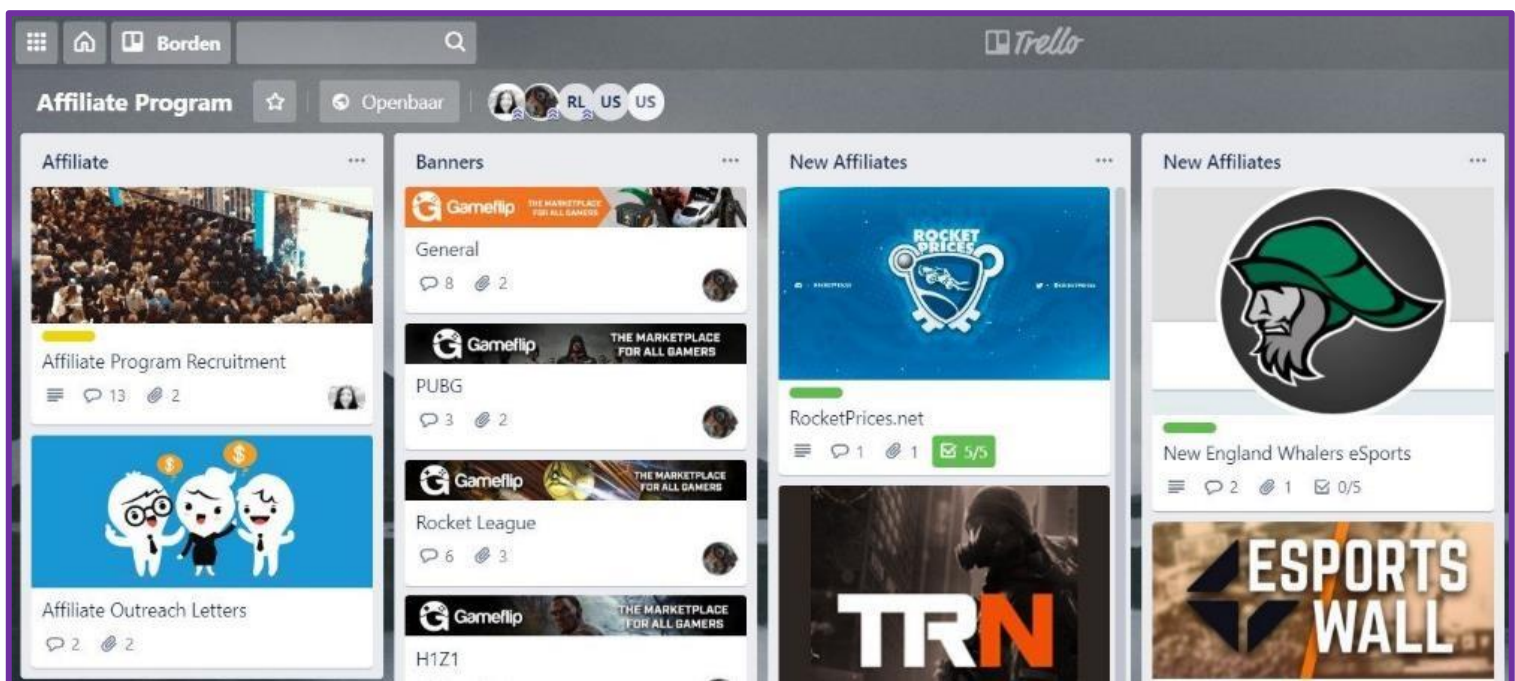 Borden
Trello
Affiliate Program
Openbaar
RL
US
US
Affiliate
Affiliate Program Recruitment
13
2
Affiliate Outreach Letters
2
2
Banners
Gameflip
THE MARKETPLACE
FOR ALL GAMERS
General
8
2
Gameflip
THE MARKETPLACE
FOR ALL GAMERS
PUBG
3
2
Gameflip
THE MARKETPLACE
FOR ALL GAMERS
Rocket League
6
3
Gameflip
THE MARKETPLACE
FOR ALL GAMERS
H1Z1
New Affiliates
ROCKET
PRICES
RocketPrices.net
1
1
5/5
TRN
New Affiliates
New England Whalers eSports
2
1
0/5
ESPORTS
WALL